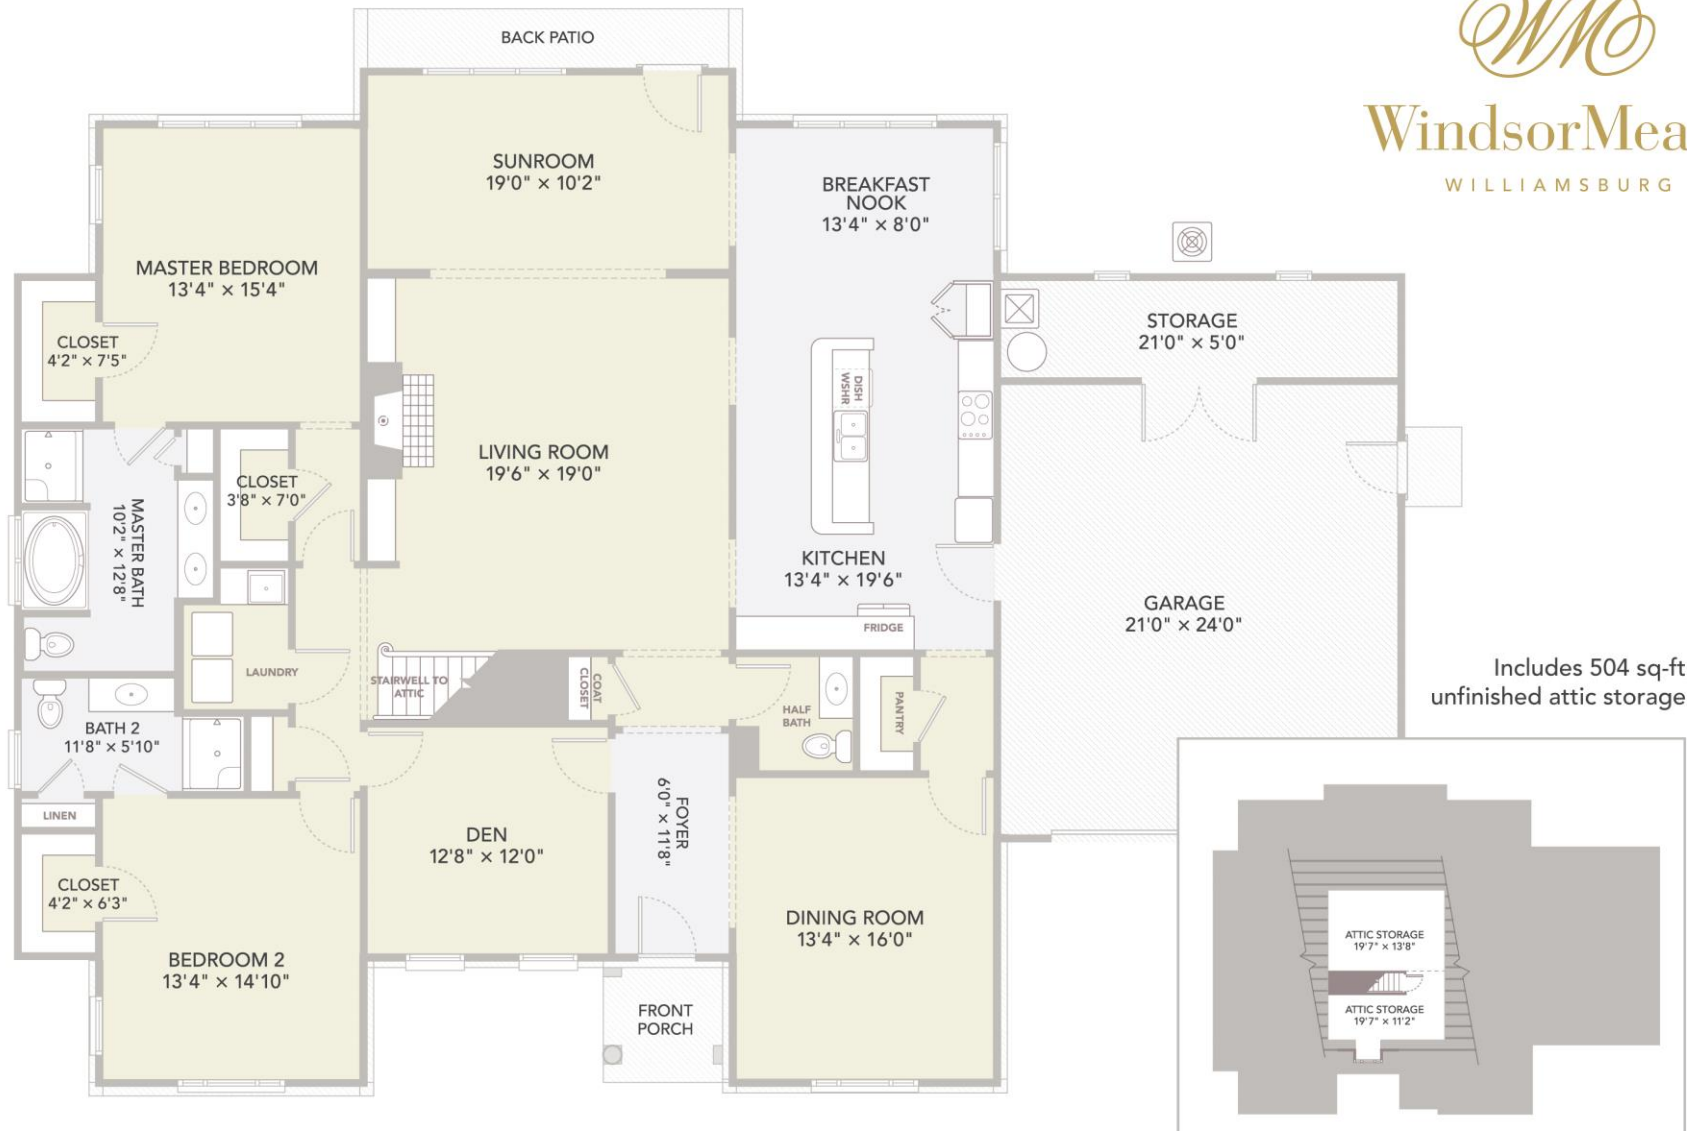 WM
WindsorMea
WILLIAMSBURG
BACK PATIO
SUNROOM
19'0" × 10'2"
BREAKFAST
NOOK
13'4" × 8'0"
MASTER BEDROOM
13'4" × 15'4"
CLOSET
4'2" × 7'5"
STORAGE
21'0" × 5'0"
DISH
WSHR
LIVING ROOM
19'6" × 19'0"
CLOSET
3'8" × 7'0"
MASTER BATH
10'2" × 12'8"
KITCHEN
13'4" × 19'6"
FRIDGE
GARAGE
21'0" × 24'0"
LAUNDRY
STAIRWELL TO
ATTIC
COAT
CLOSET
HALF
BATH
PANTRY
Includes 504 sq-ft
unfinished attic storage
BATH 2
11'8" × 5'10"
LINEN
DEN
12'8" × 12'0"
FOYER
6'0" × 11'8"
CLOSET
4'2" × 6'3"
DINING ROOM
13'4" × 16'0"
BEDROOM 2
13'4" × 14'10"
FRONT
PORCH
ATTIC STORAGE
19'7" × 13'8"
ATTIC STORAGE
19'7" × 11'2"